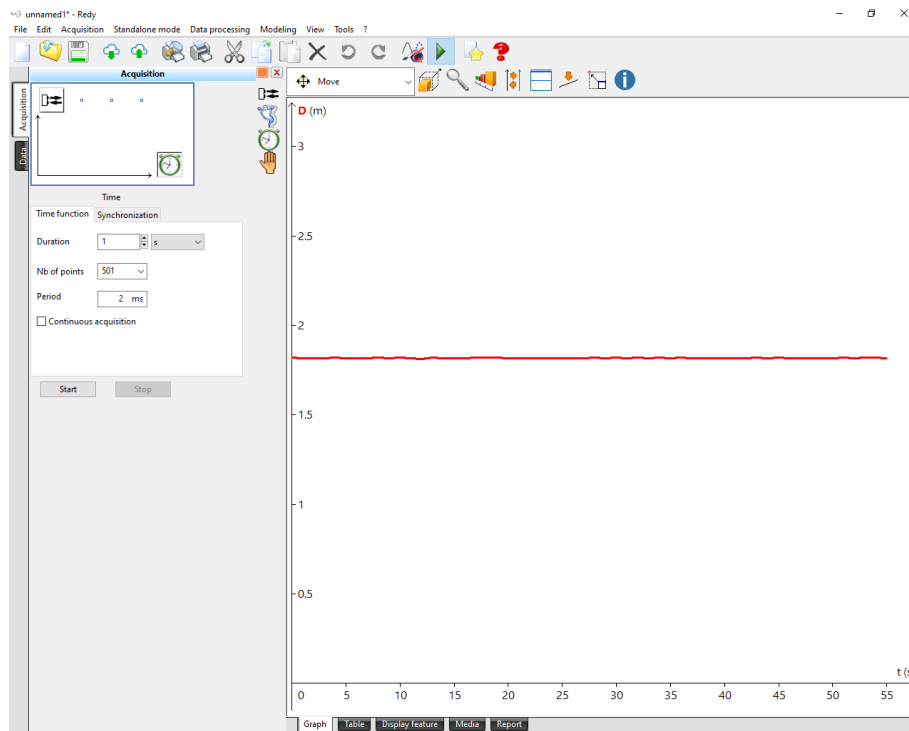 unnamed1* - Redy
File Edit Acquisition Standalone mode Data processing Modeling View Tools ?
Acquisition
Move
Acquisition
Data
Time
Time function Synchronization
Duration 1 s
Nb of points 501
Period 2 ms
Continuous acquisition
Start Stop
D (m)
3
2.5
2
1.5
1
0.5
t (s
0 5 10 15 20 25 30 35 40 45 50 55
Graph Table Display feature Media Report